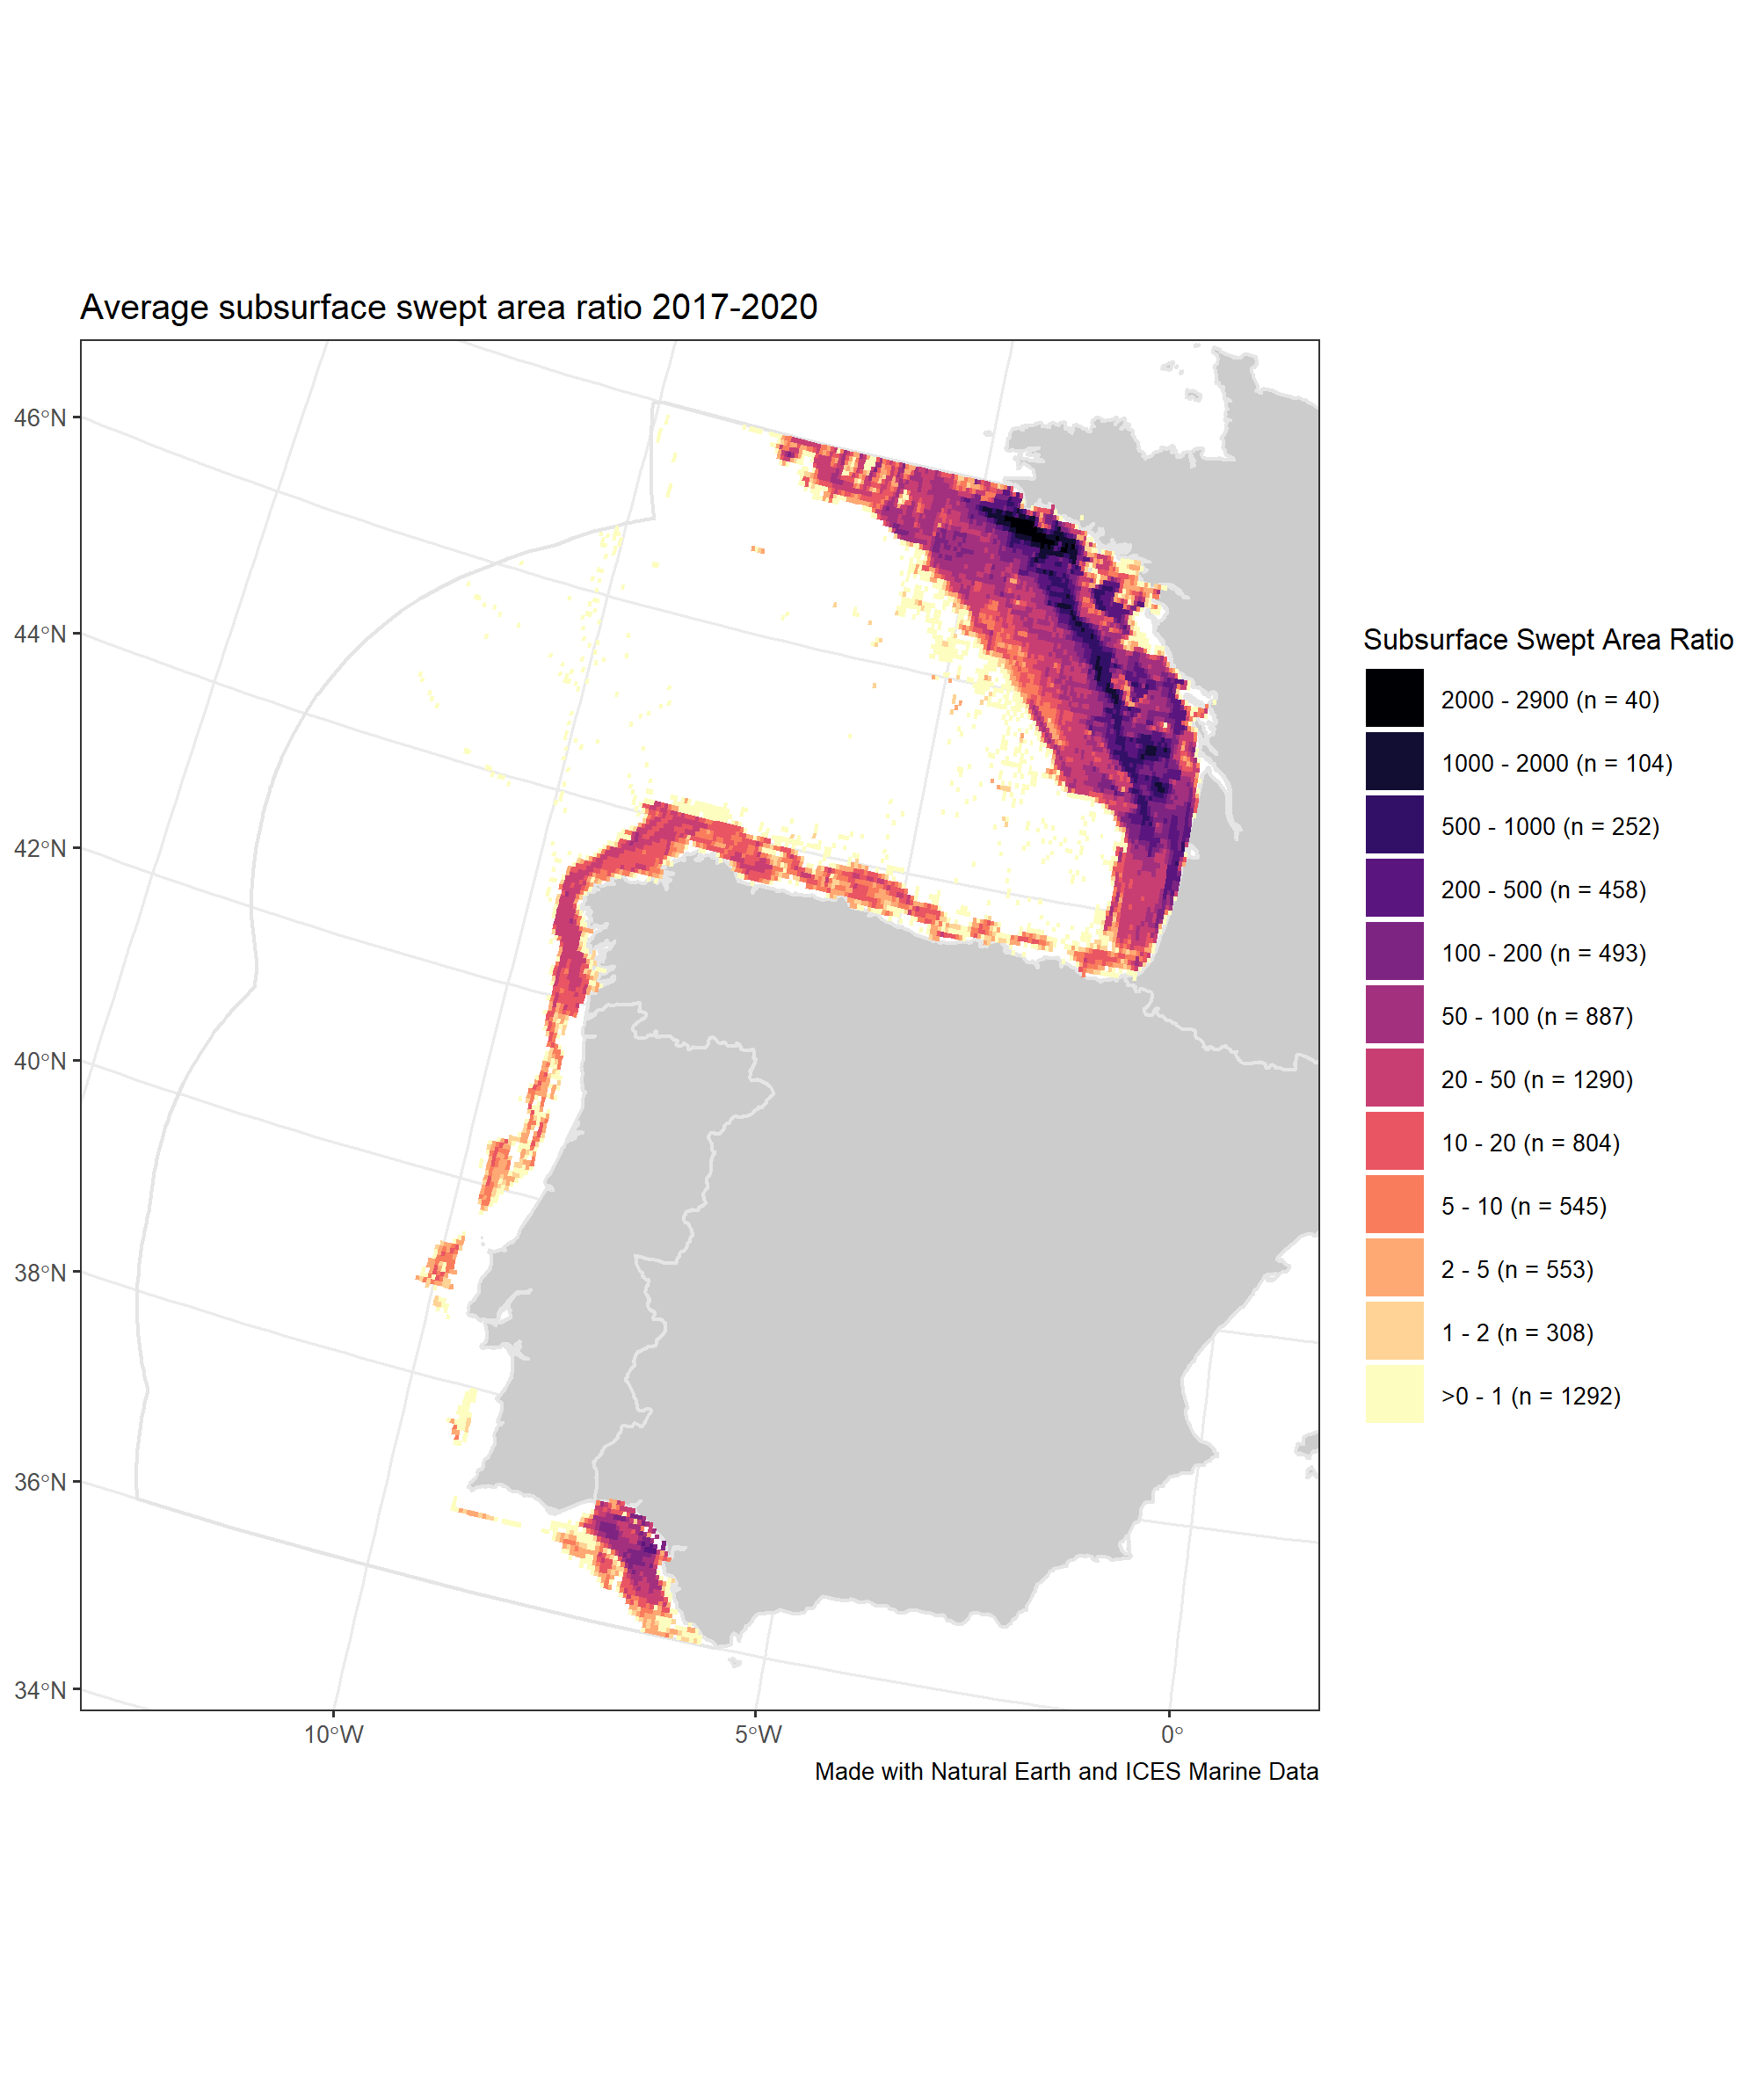 Average subsurface swept area ratio 2017-2020
46°N
44°N
42°N
40°N
38°N
36°N
34°N
10°W
5°W
0°
Made with Natural Earth and ICES Marine Data
Subsurface Swept Area Ratio
2000 - 2900 (n = 40)
1000 - 2000 (n = 104)
500 - 1000 (n = 252)
200 - 500 (n = 458)
100 - 200 (n = 493)
50 - 100 (n = 887)
20 - 50 (n = 1290)
10 - 20 (n = 804)
5 - 10 (n = 545)
2 - 5 (n = 553)
1 - 2 (n = 308)
>0 - 1 (n = 1292)